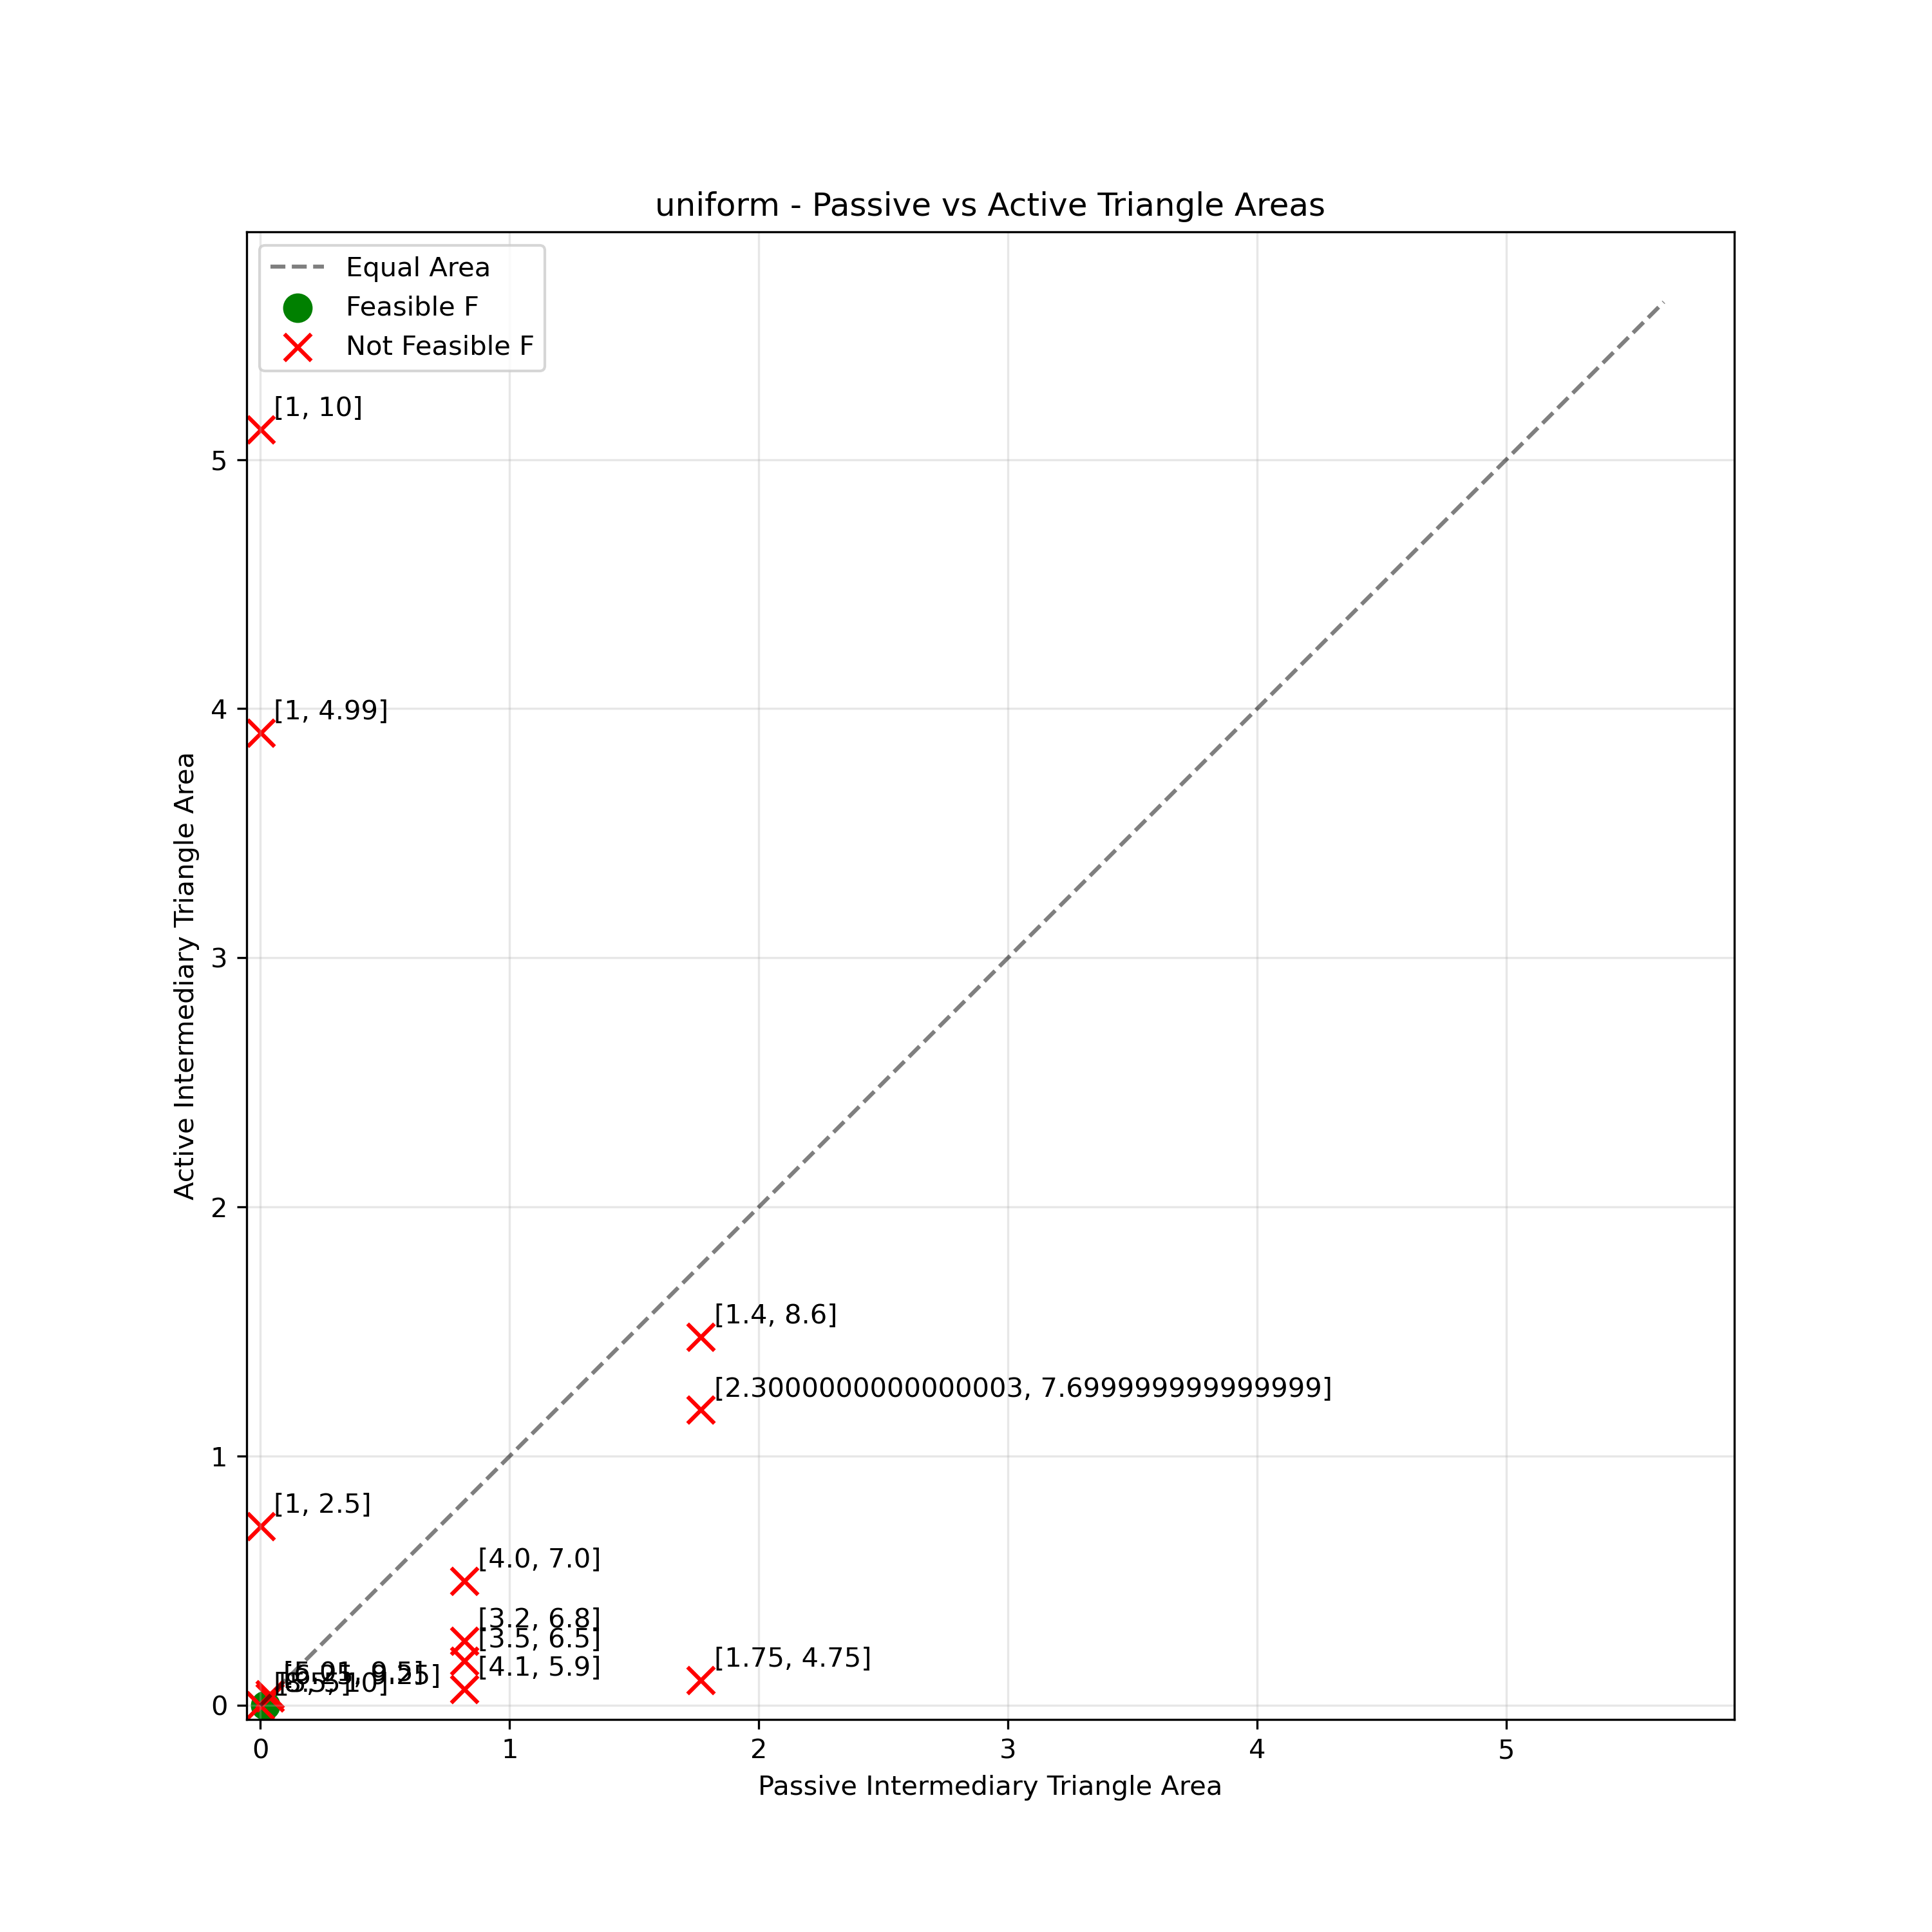 uniform - Passive vs Active Triangle Areas
Equal Area
Feasible F
Not Feasible F
[1, 10]
5
[1, 4.99]
4
3
Active Intermediary Triangle Area
2
[1.4, 8.6]
[2.3000000000000003, 7.699999999999999]
1
[1, 2.5]
[4.0, 7.0]
[3.2, 6.8]
[3.5, 6.5]
[4.1, 5.9]
[1.75, 4.75]
0
0 1 2 3 4 5
Passive Intermediary Triangle Area